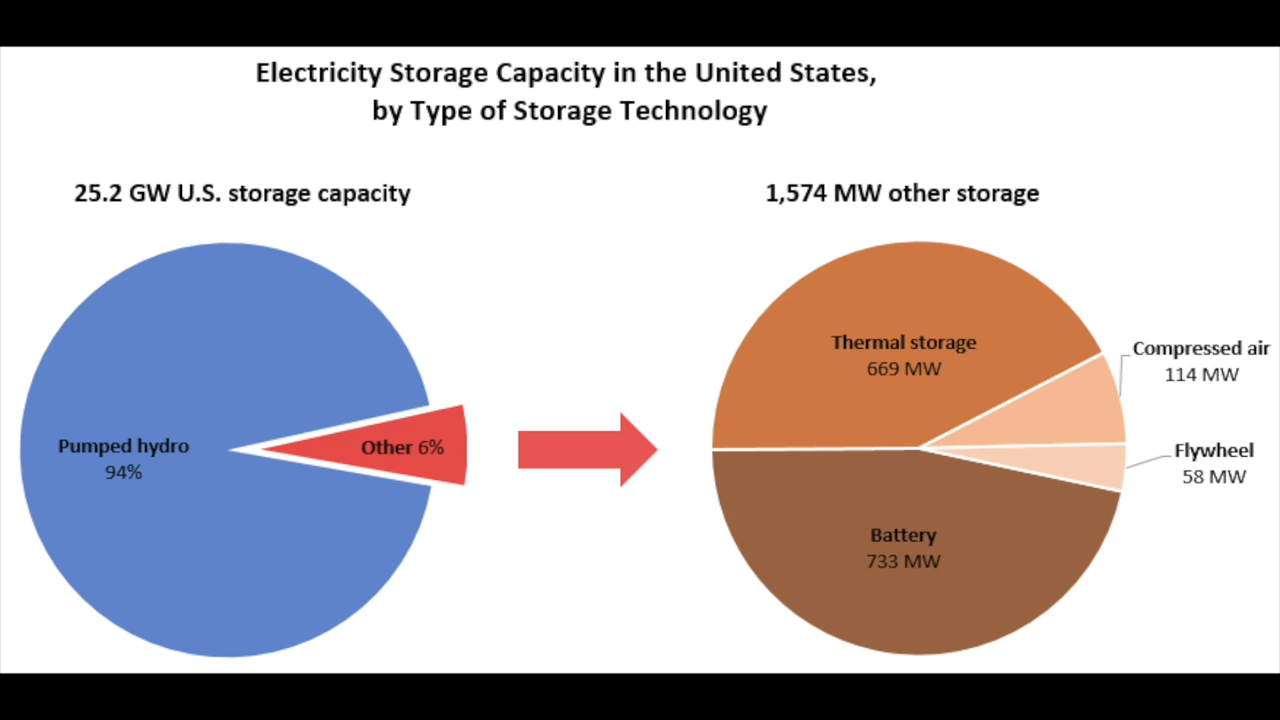 Electricity Storage Capacity in the United States,
by Type of Storage Technology
25.2 GW U.S. storage capacity
1,574 MW other storage
Pumped hydro
94%
Other 6%
Thermal storage
669 MW
Compressed air
114 MW
Flywheel
58 MW
Battery
733 MW